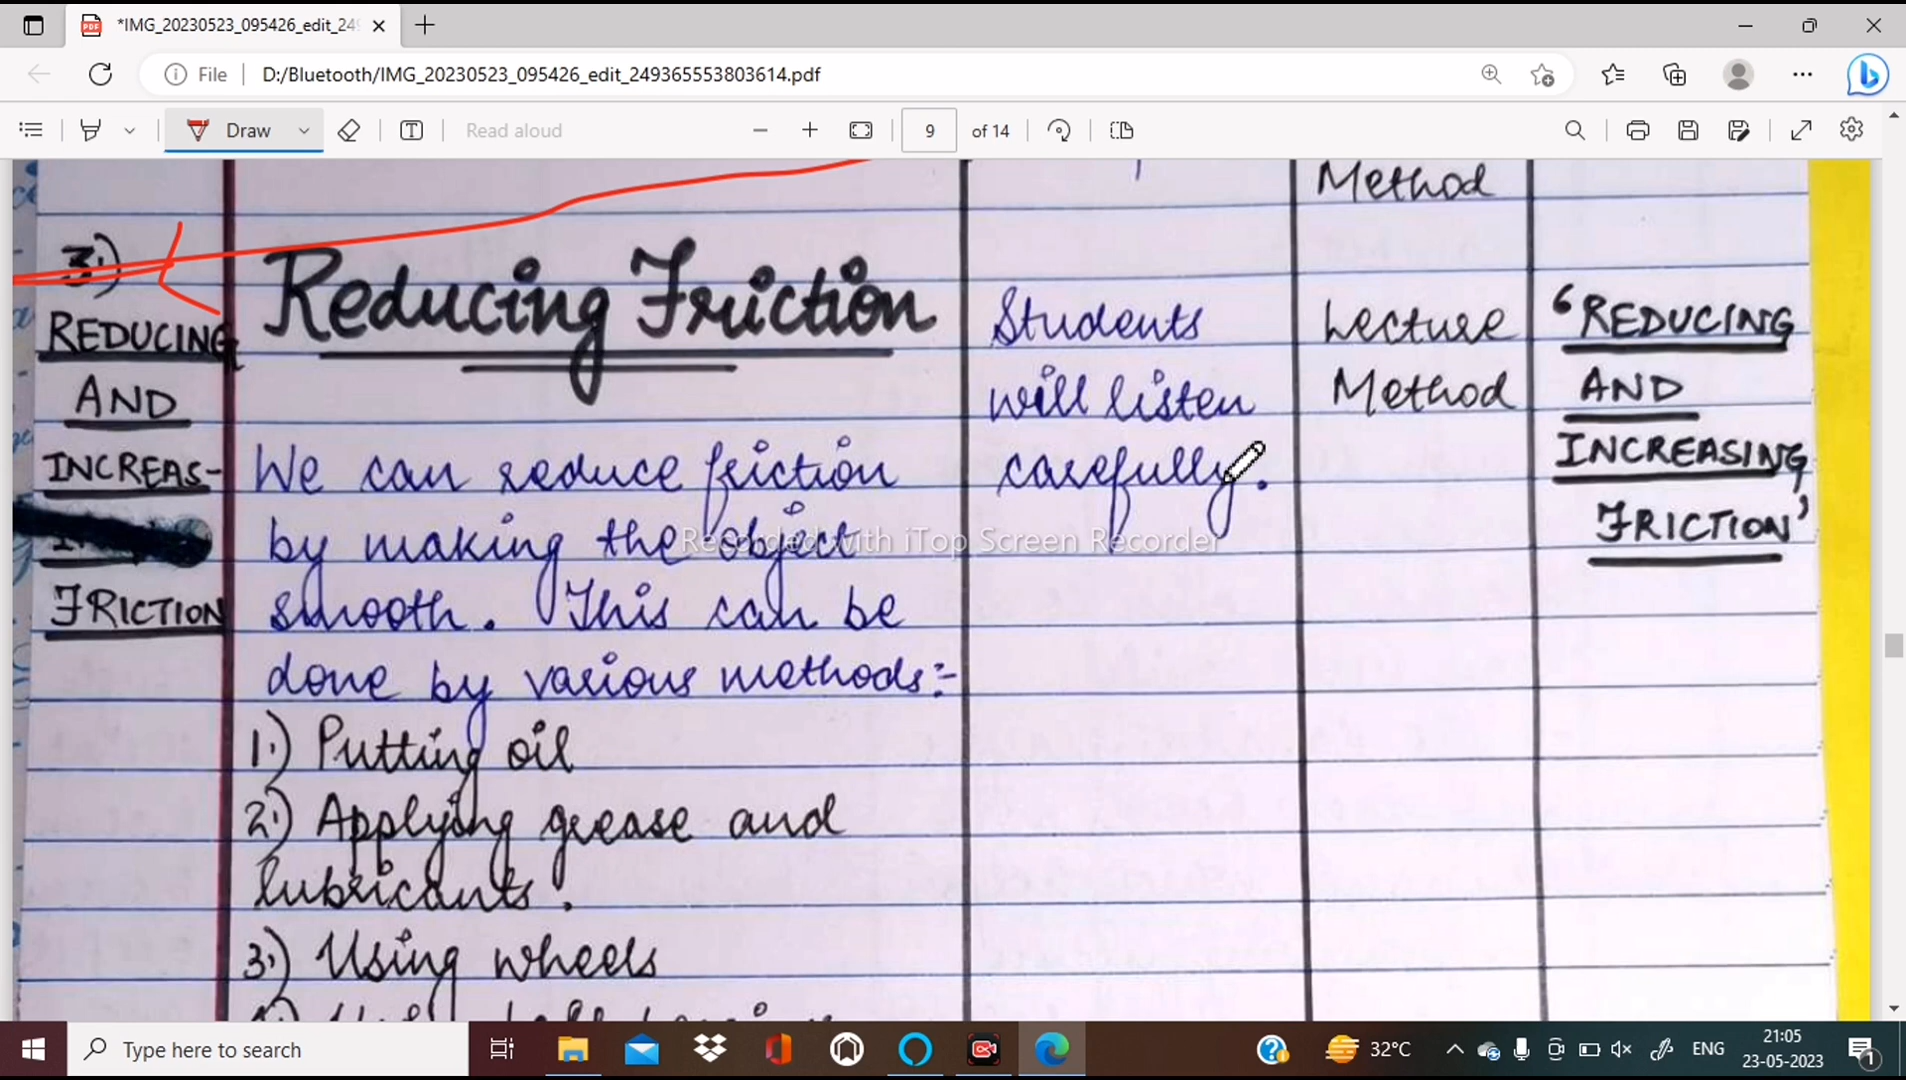 *IMG_20230523_095426_edit_249
File
D:/Bluetooth/IMG_20230523_095426_edit_249365553803614.pdf
Draw
Read aloud
9
of 14
Method
3.)
REDUCING
AND
INCREAS-
FRICTION
Reducing Friction
We can reduce friction
by making the object
smooth. This can be
done by various methods:-
1.) Putting oil
2.) Applying grease and
lubricants.
3.) Using wheels
Students
will listen
carefully.
Lecture
Method
'REDUCING
AND
INCREASING
FRICTION'
Recorded with iTop Screen Recorder
Type here to search
32°C
ENG
21:05
23-05-2023
1